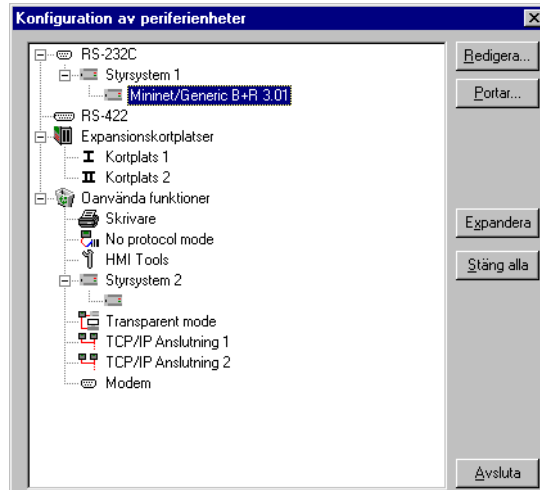 Konfiguration av periferienheter
RS-232C
Styrsystem 1
Mininet/Generic B+R 3.01
RS-422
Expansionskortplatser
Kortplats 1
Kortplats 2
Oanvända funktioner
Skrivare
No protocol mode
HMI Tools
Styrsystem 2
Transparent mode
TCP/IP Anslutning 1
TCP/IP Anslutning 2
Modem
Redigera...
Portar...
Expandera
Stäng alla
Avsluta